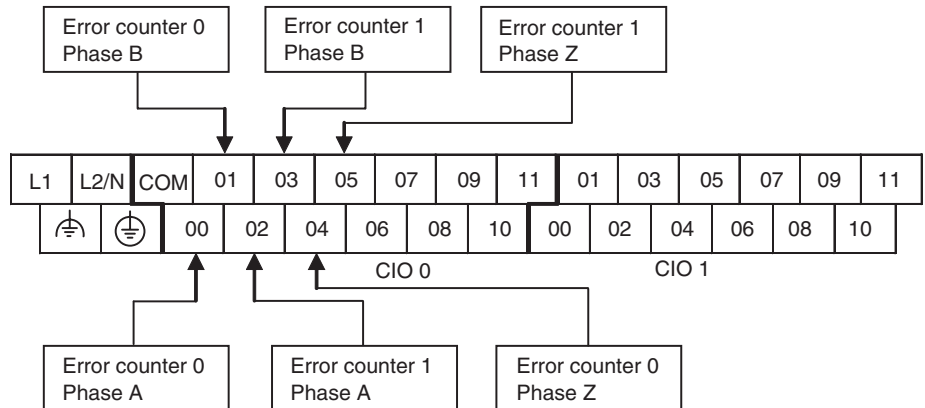 Error counter 0
Phase B
Error counter 1
Phase B
Error counter 1
Phase Z
L1 L2/N COM 01 03 05 07 09 11 01 03 05 07 09 11
00 02 04 06 08 10 00 02 04 06 08 10
CIO 0 CIO 1
Error counter 0
Phase A
Error counter 1
Phase A
Error counter 0
Phase Z